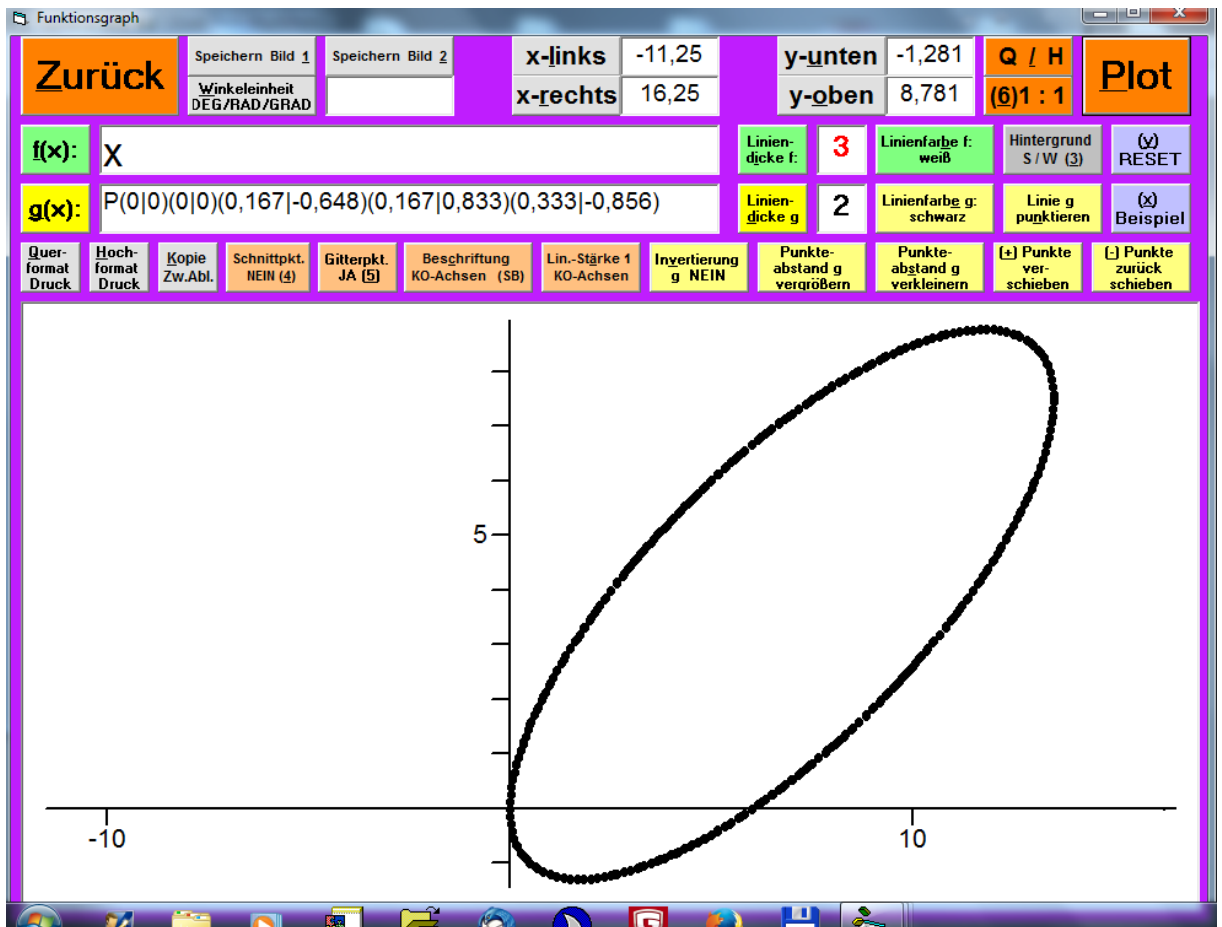 Funktionsgraph
Zurück
Speichern Bild 1
Speichern Bild 2
Winkeleinheit
DEG/RAD/GRAD
x-links
-11,25
x-rechts
16,25
y-unten
-1,281
y-oben
8,781
Q / H
(6)1 : 1
Plot
f(x):
X
Linien-
dicke f:
3
Linienfarbe f:
weiß
Hintergrund
S / W (3)
(v)
RESET
g(x):
P(0|0)(0|0)(0,167|-0,648)(0,167|0,833)(0,333|-0,856)
Linien-
dicke g
2
Linienfarbe g:
schwarz
Linie g
punktieren
(x)
Beispiel
Quer-
format
Druck
Hoch-
format
Druck
Kopie
Zw.Abl.
Schnittpkt.
NEIN (4)
Gitterpkt.
JA (5)
Beschriftung
KO-Achsen (SB)
Lin.-Stärke 1
KO-Achsen
Invertierung
g NEIN
Punkte-
abstand g
vergrößern
Punkte-
abstand g
verkleinern
(+) Punkte
ver-
schieben
(-) Punkte
zurück
schieben
5
-10
10